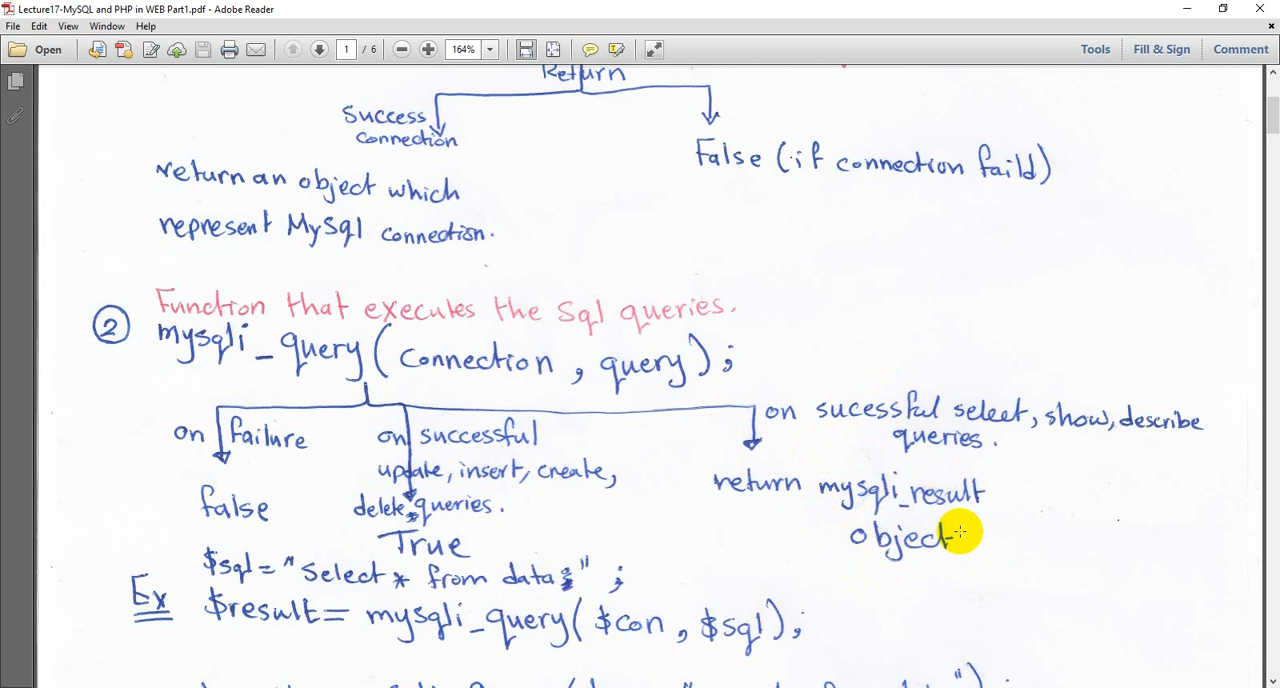 Lecture17-MySQL and PHP in WEB Part1.pdf - Adobe Reader
File Edit View Window Help
Open 1 / 6 164% Tools Fill & Sign Comment
Return
Success
connection
False (if connection faild)
return an object which
represent MySql connection.
Function that executes the Sql queries.
2 mysqli_query(connection, query);
on failure
false
on successful
update, insert, create,
delete queries.
True
on sucessful select, show, describe
queries.
return mysqli_result
object
$sql="Select * from data;";
Ex $result= mysqli_query($con, $sql);